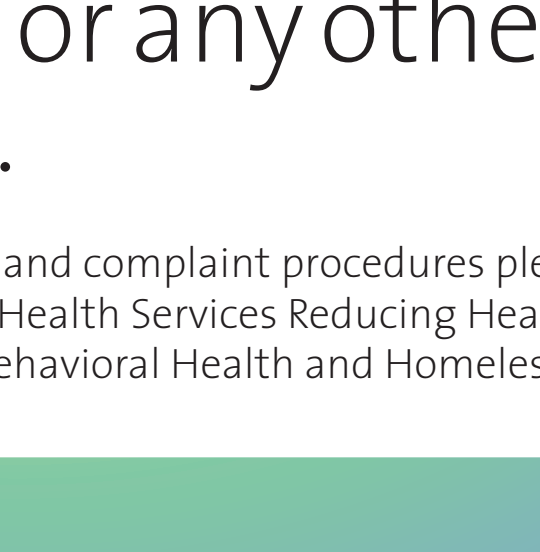 or any othe
.
and complaint procedures ple
Health Services Reducing Hea
ehavioral Health and Homeles